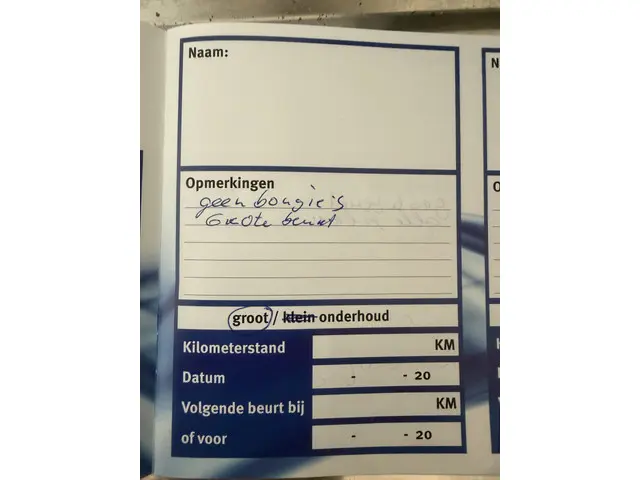 Naam:
Opmerkingen
geen bougie's
Grote beurt
groot / klein onderhoud
Kilometerstand KM
Datum - - 20
Volgende beurt bij KM
of voor - - 20